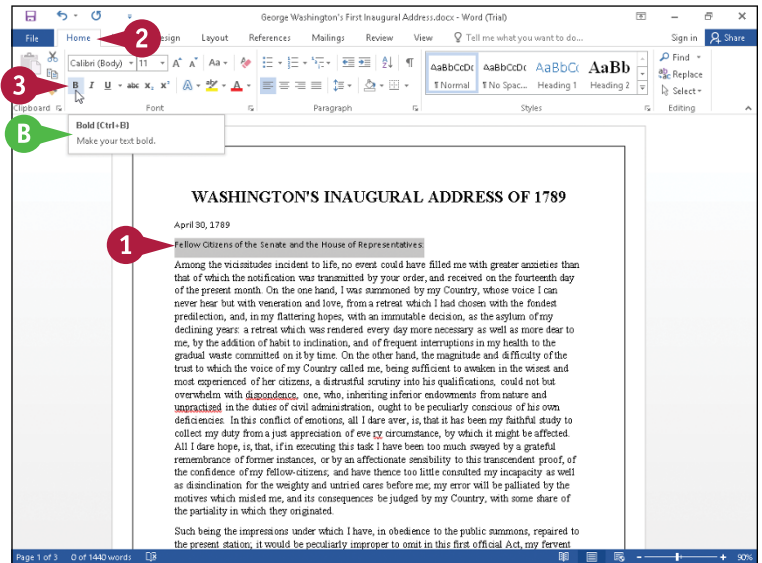 George Washington's First Inaugural Address.docx - Word (Trial)
File Home Design Layout References Mailings Review View Tell me what you want to do... Sign in Share
2
Calibri (Body) 11 Aa
3
B I U abc x₂ x² A A
AaBbCcDc AaBbCcDc AaBbCc AaBb
¶ Normal ¶ No Spac... Heading 1 Heading 2
Find
Replace
Select
Clipboard Font Paragraph Styles Editing
B
Bold (Ctrl+B)
Make your text bold.
WASHINGTON'S INAUGURAL ADDRESS OF 1789
April 30, 1789
1
Fellow Citizens of the Senate and the House of Representatives:
Among the vicissitudes incident to life, no event could have filled me with greater anxieties than
that of which the notification was transmitted by your order, and received on the fourteenth day
of the present month. On the one hand, I was summoned by my Country, whose voice I can
never hear but with veneration and love, from a retreat which I had chosen with the fondest
predilection, and, in my flattering hopes, with an immutable decision, as the asylum of my
declining years: a retreat which was rendered every day more necessary as well as more dear to
me, by the addition of habit to inclination, and of frequent interruptions in my health to the
gradual waste committed on it by time. On the other hand, the magnitude and difficulty of the
trust to which the voice of my Country called me, being sufficient to awaken in the wisest and
most experienced of her citizens, a distrustful scrutiny into his qualifications, could not but
overwhelm with dispondence, one, who, inheriting inferior endowments from nature and
unpractised in the duties of civil administration, ought to be peculiarly conscious of his own
deficiencies. In this conflict of emotions, all I dare aver, is, that it has been my faithful study to
collect my duty from a just appreciation of eve ry circumstance, by which it might be affected.
All I dare hope, is, that, if in executing this task I have been too much swayed by a grateful
remembrance of former instances, or by an affectionate sensibility to this transcendent proof, of
the confidence of my fellow-citizens; and have thence too little consulted my incapacity as well
as disinclination for the weighty and untried cares before me; my error will be palliated by the
motives which misled me, and its consequences be judged by my Country, with some share of
the partiality in which they originated.
Such being the impressions under which I have, in obedience to the public summons, repaired to
the present station; it would be peculiarly improper to omit in this first official Act, my fervent
Page 1 of 3 0 of 1440 words 90%